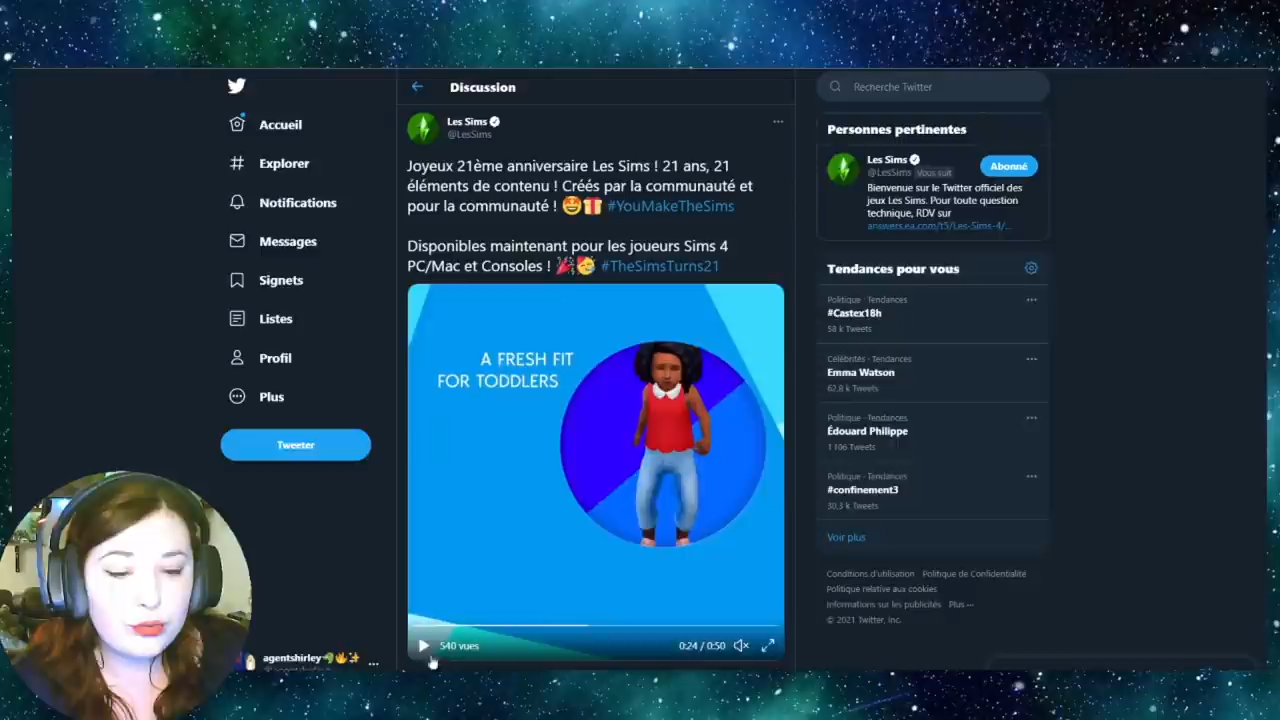 Accueil
Explorer
Notifications
Messages
Signets
Listes
Profil
Plus
Tweeter
agentshirley
Discussion
Les Sims
@LesSims
Joyeux 21ème anniversaire Les Sims ! 21 ans, 21
éléments de contenu ! Créés par la communauté et
pour la communauté ! 🤩🎁 #YouMakeTheSims
Disponibles maintenant pour les joueurs Sims 4
PC/Mac et Consoles ! 🎉🥳 #TheSimsTurns21
A FRESH FIT
FOR TODDLERS
540 vues
0:24 / 0:50
Recherche Twitter
Personnes pertinentes
Les Sims
@LesSims Vous suit
Abonné
Bienvenue sur le Twitter officiel des
jeux Les Sims. Pour toute question
technique, RDV sur
answers.ea.com/t5/Les-Sims-4/...
Tendances pour vous
Politique · Tendances
#Castex18h
58 k Tweets
Célébrités · Tendances
Emma Watson
62,8 k Tweets
Politique · Tendances
Édouard Philippe
1 106 Tweets
Politique · Tendances
#confinement3
30,3 k Tweets
Voir plus
Conditions d'utilisation Politique de Confidentialité
Politique relative aux cookies
Informations sur les publicités Plus ...
© 2021 Twitter, Inc.